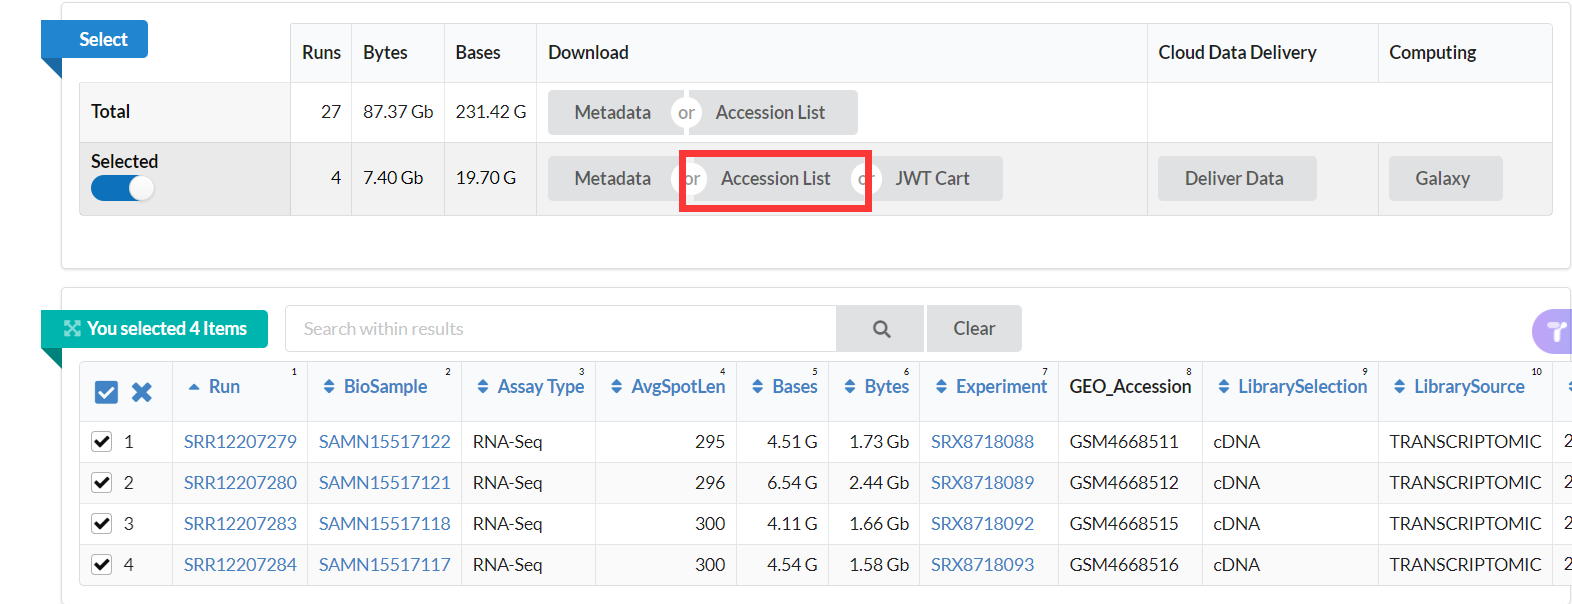 Select
Runs Bytes Bases Download Cloud Data Delivery Computing
Total 27 87.37 Gb 231.42 G Metadata or Accession List
Selected 4 7.40 Gb 19.70 G Metadata or Accession List or JWT Cart Deliver Data Galaxy
You selected 4 Items Search within results Clear
Run 1 BioSample 2 Assay Type 3 AvgSpotLen 4 Bases 5 Bytes 6 Experiment 7 GEO_Accession 8 LibrarySelection 9 LibrarySource 10
1 SRR12207279 SAMN15517122 RNA-Seq 295 4.51 G 1.73 Gb SRX8718088 GSM4668511 cDNA TRANSCRIPTOMIC 2
2 SRR12207280 SAMN15517121 RNA-Seq 296 6.54 G 2.44 Gb SRX8718089 GSM4668512 cDNA TRANSCRIPTOMIC 2
3 SRR12207283 SAMN15517118 RNA-Seq 300 4.11 G 1.66 Gb SRX8718092 GSM4668515 cDNA TRANSCRIPTOMIC 2
4 SRR12207284 SAMN15517117 RNA-Seq 300 4.54 G 1.58 Gb SRX8718093 GSM4668516 cDNA TRANSCRIPTOMIC 2